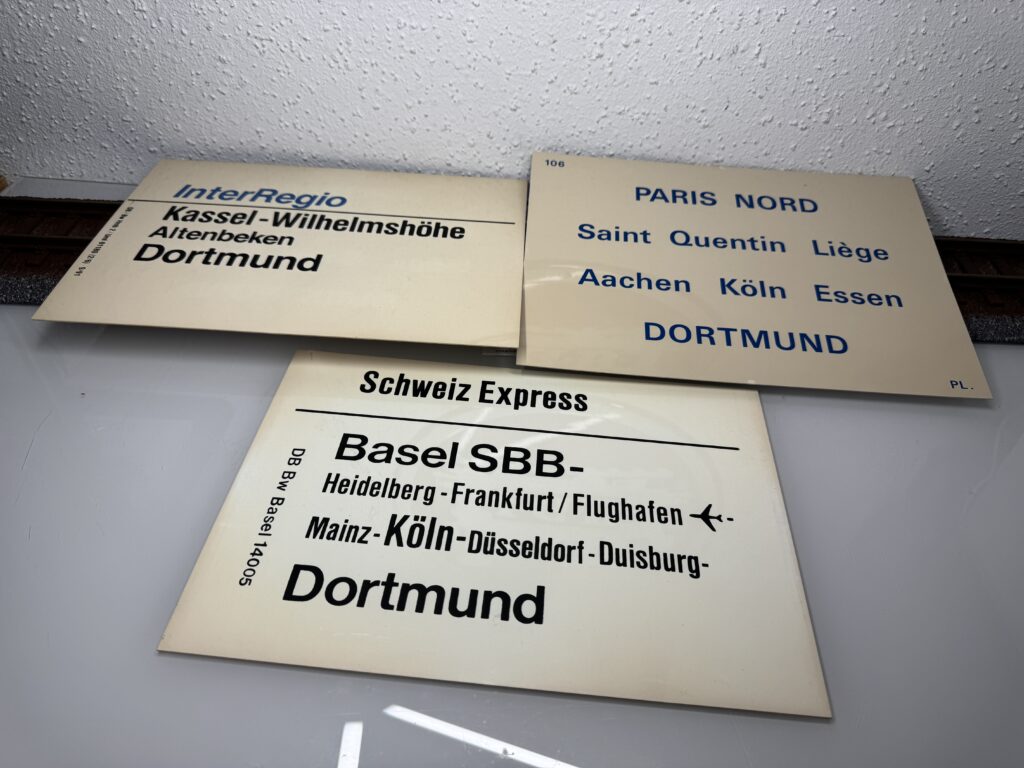 InterRegio
Kassel-Wilhelmshöhe
Altenbeken
Dortmund
106
PARIS NORD
Saint Quentin Liège
Aachen Köln Essen
DORTMUND
PL.
Schweiz Express
Basel SBB-
Heidelberg-Frankfurt/Flughafen -
Mainz-Köln-Düsseldorf-Duisburg-
Dortmund
DB Bw Basel 14005